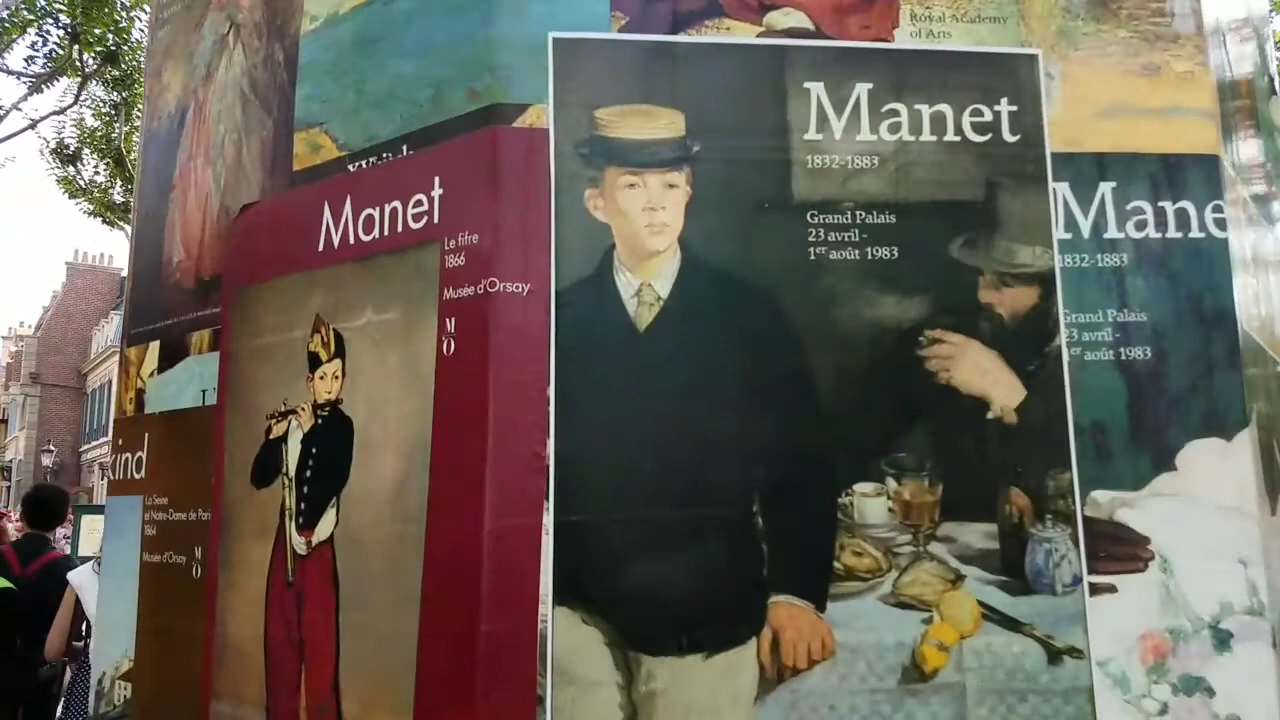 Royal Academy
of Arts
Manet
1832-1883
Grand Palais
23 avril -
1er août 1983
Manet
Le fifre
1866
Musée d'Orsay
M
O
Mane
1832-1883
Grand Palais
23 avril -
1er août 1983
kind
La Seine
et Notre-Dame de Pari
1864
Musée d'Orsay
M
O